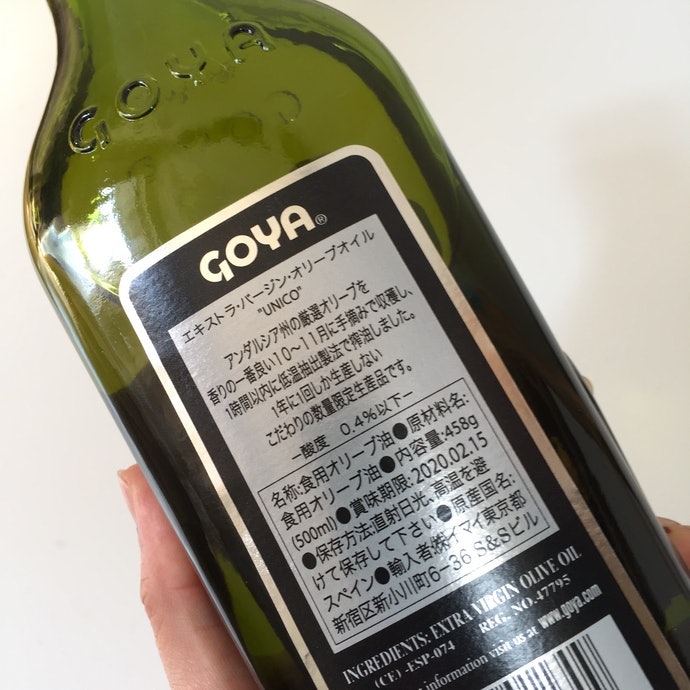 GOYA
GOYA®
エキストラ・バージン・オリーブオイル
"UNICO"
アンダルシア州の厳選オリーブを
香りの一番良い10～11月に手摘みで収穫し、
1時間以内に低温抽出製法で搾油しました。
1年に1回しか生産しない
こだわりの数量限定生産品です。
－酸度 0.4%以下－
名称:食用オリーブ油●原材料名:
食用オリーブ油●内容量:458g
(500ml)●賞味期限:2020.02.15
●保存方法:直射日光、高温を避
けて保存して下さい●原産国名:
スペイン●輸入者:㈱イマイ東京都
新宿区新小川町6-36 S&Sビル
INGREDIENTS: EXTRA VIRGIN OLIVE OIL
(CE) -ESP-074 REG. NO.47795
information visit us at www.goya.com